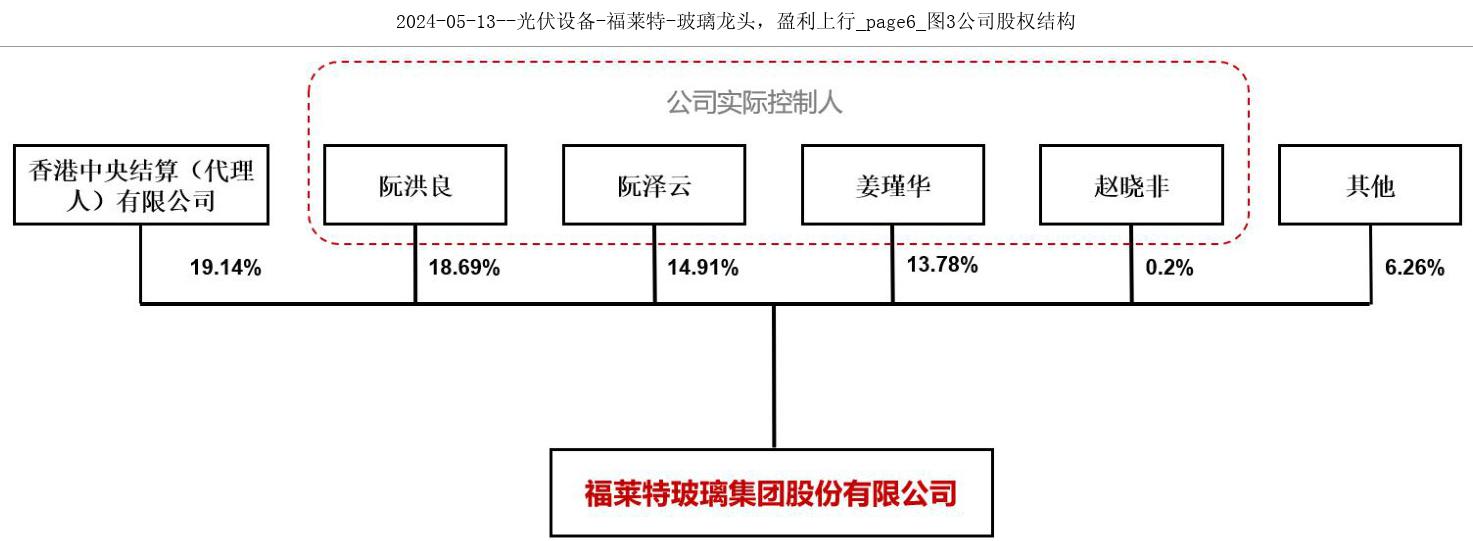 2024-05-13--光伏设备-福莱特-玻璃龙头，盈利上行_page6_图3公司股权结构
公司实际控制人
香港中央结算（代理
人）有限公司
阮洪良
阮泽云
姜瑾华
赵晓非
其他
19.14%
18.69%
14.91%
13.78%
0.2%
6.26%
福莱特玻璃集团股份有限公司